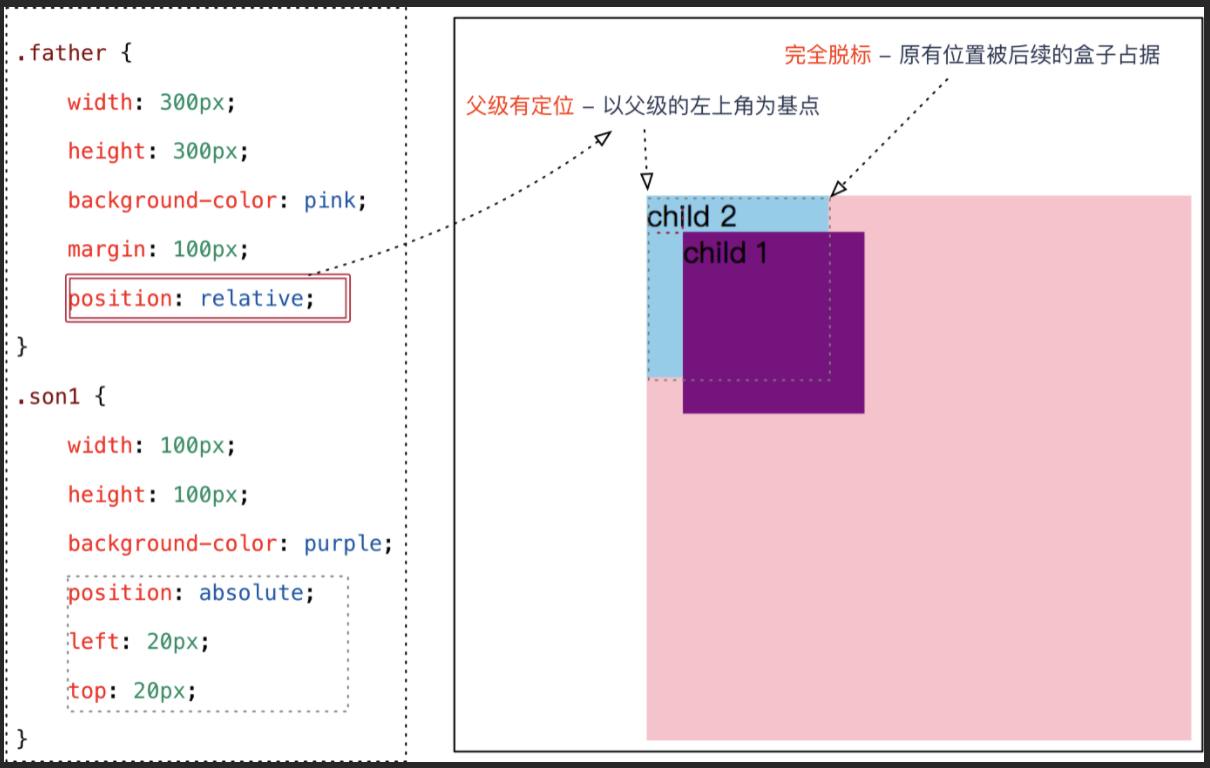 .father {
width: 300px;
height: 300px;
background-color: pink;
margin: 100px;
position: relative;
}
.son1 {
width: 100px;
height: 100px;
background-color: purple;
position: absolute;
left: 20px;
top: 20px;
}
完全脱标 – 原有位置被后续的盒子占据
父级有定位 – 以父级的左上角为基点
child 2
child 1